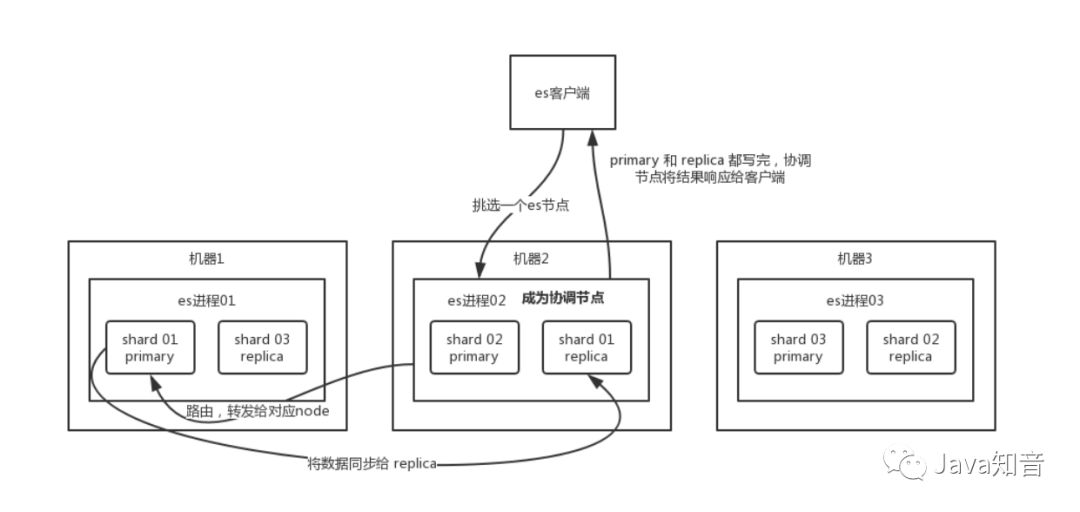 es客户端
primary 和 replica 都写完，协调
节点将结果响应给客户端
挑选一个es节点
机器1
es进程01
shard 01
primary
shard 03
replica
机器2
es进程02
成为协调节点
shard 02
primary
shard 01
replica
机器3
es进程03
shard 03
primary
shard 02
replica
路由，转发给对应node
将数据同步给 replica
Java知音